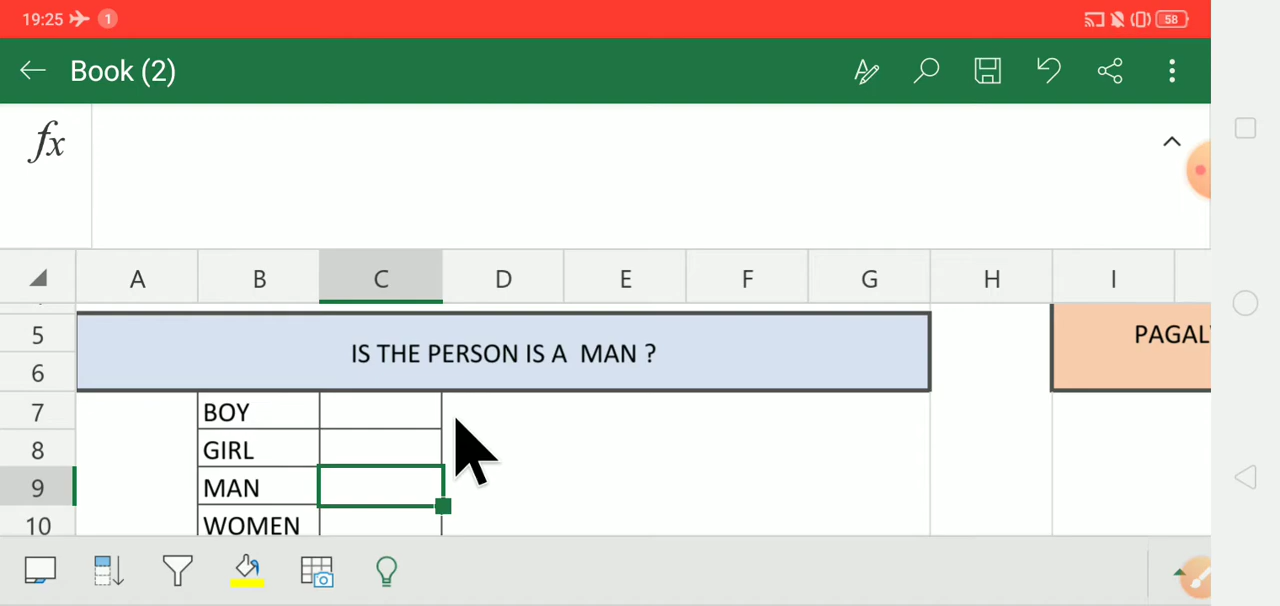 19:25 1 58
Book (2)
fx
A B C D E F G H I
5 PAGAL
6 IS THE PERSON IS A  MAN ?
7 BOY
8 GIRL
9 MAN
10 WOMEN